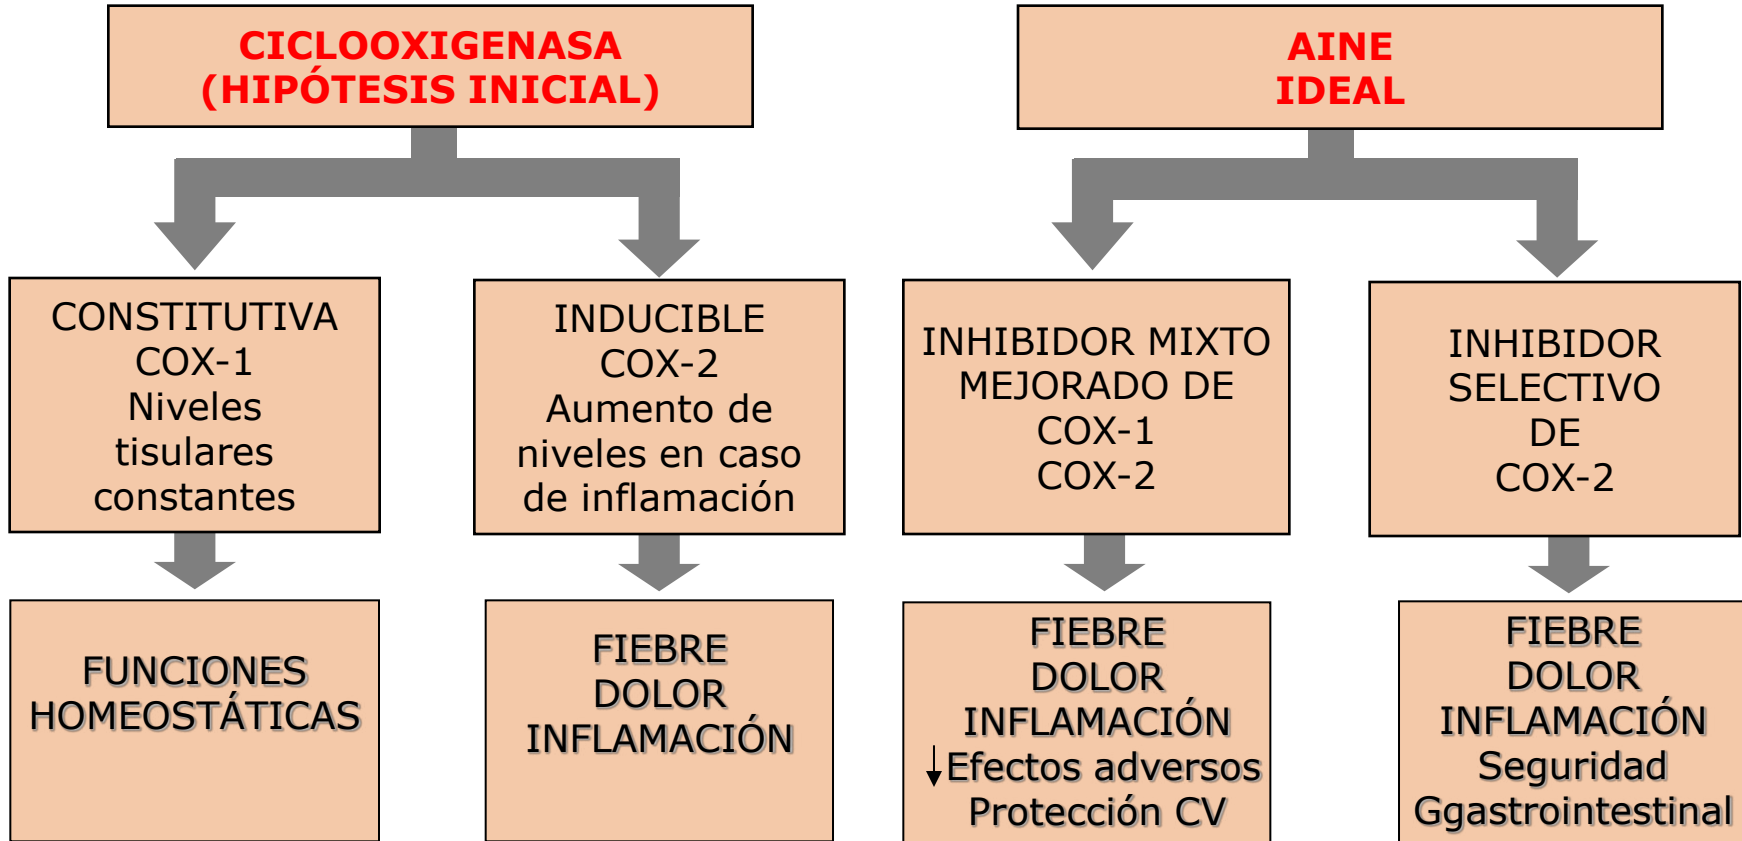 CICLOOXIGENASA
(HIPÓTESIS INICIAL)
CONSTITUTIVA
COX-1
Niveles
tisulares
constantes
INDUCIBLE
COX-2
Aumento de
niveles en caso
de inflamación
FUNCIONES
HOMEOSTÁTICAS
FIEBRE
DOLOR
INFLAMACIÓN
AINE
IDEAL
INHIBIDOR MIXTO
MEJORADO DE
COX-1
COX-2
INHIBIDOR
SELECTIVO
DE
COX-2
FIEBRE
DOLOR
INFLAMACIÓN
↓Efectos adversos
Protección CV
FIEBRE
DOLOR
INFLAMACIÓN
Seguridad
Ggastrointestinal